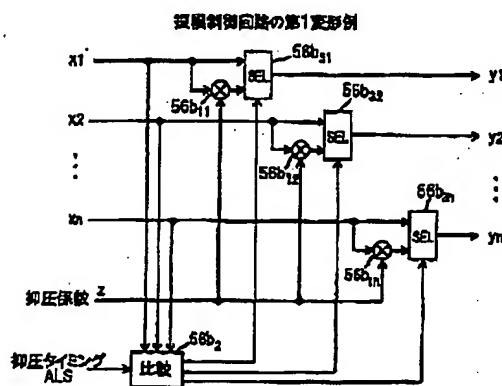 振幅制御回路の第1変形例
x1
56b31
SEL
y1
56b11
56b32
x2
SEL
y2
56b12
⋮
⋮
56b3n
xn
SEL
yn
56b1n
抑圧係数 z
56b2
抑圧タイミング
ALS
比較